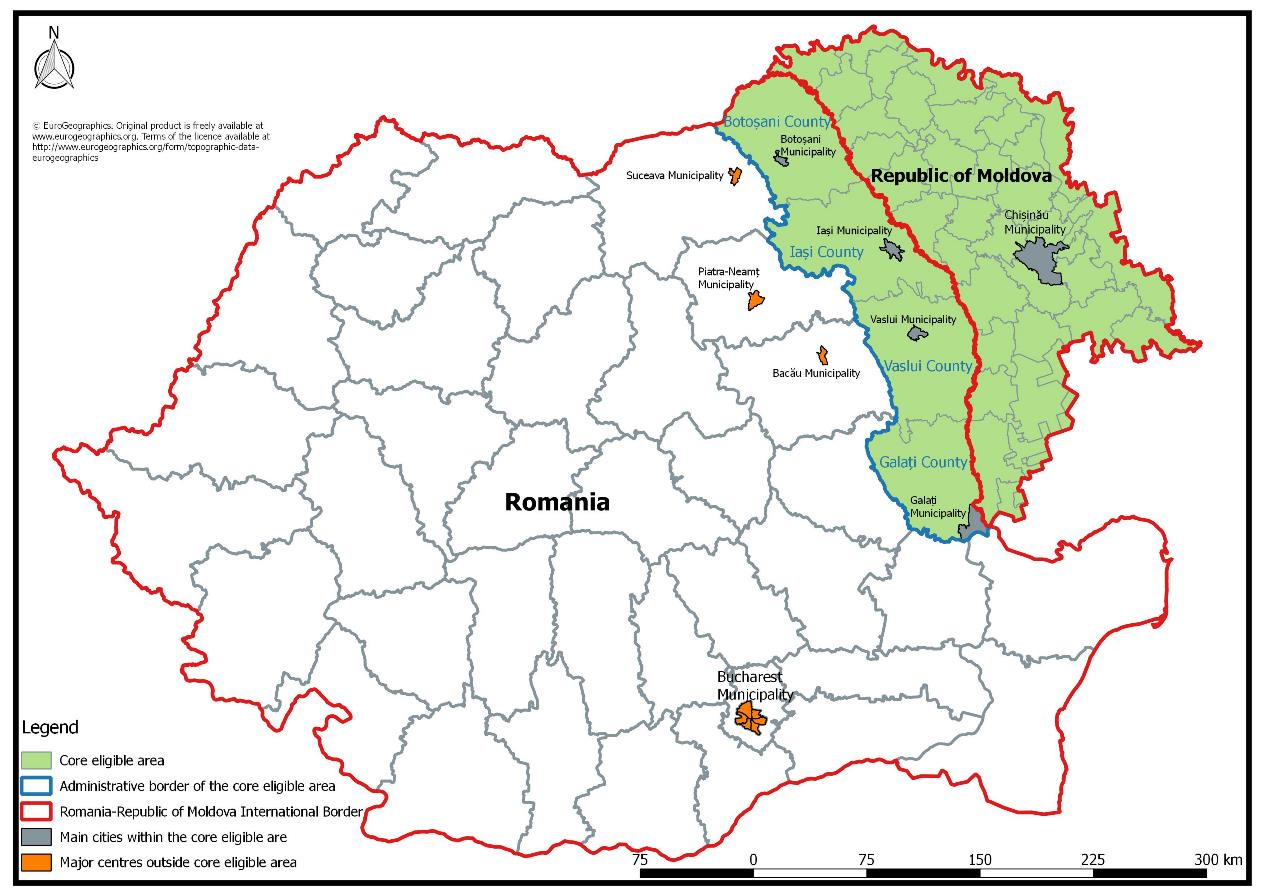 N
© EuroGeographics. Original product is freely available at
www.eurogeographics.org. Terms of the licence available at
http://www.eurogeographics.org/form/topographic-data-
eurogeographics
Botoșani County
Botoșani
Municipality
Suceava Municipality
Republic of Moldova
Chișinău
Municipality
Iași Municipality
Iași County
Piatra-Neamț
Municipality
Vaslui Municipality
Bacău Municipality
Vaslui County
Galați County
Romania
Galați
Municipality
Bucharest
Municipality
Legend
Core eligible area
Administrative border of the core eligible area
Romania-Republic of Moldova International Border
Main cities within the core eligible are
Major centres outside core eligible area
75 0 75 150 225 300 km